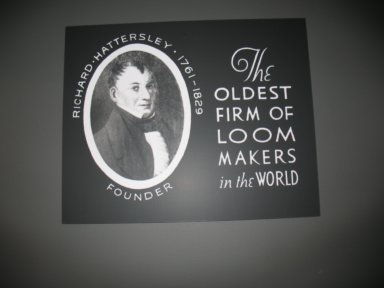 RICHARD · HATTERSLEY · 1761-1829
FOUNDER
The
OLDEST
FIRM OF
LOOM
MAKERS
in the WORLD